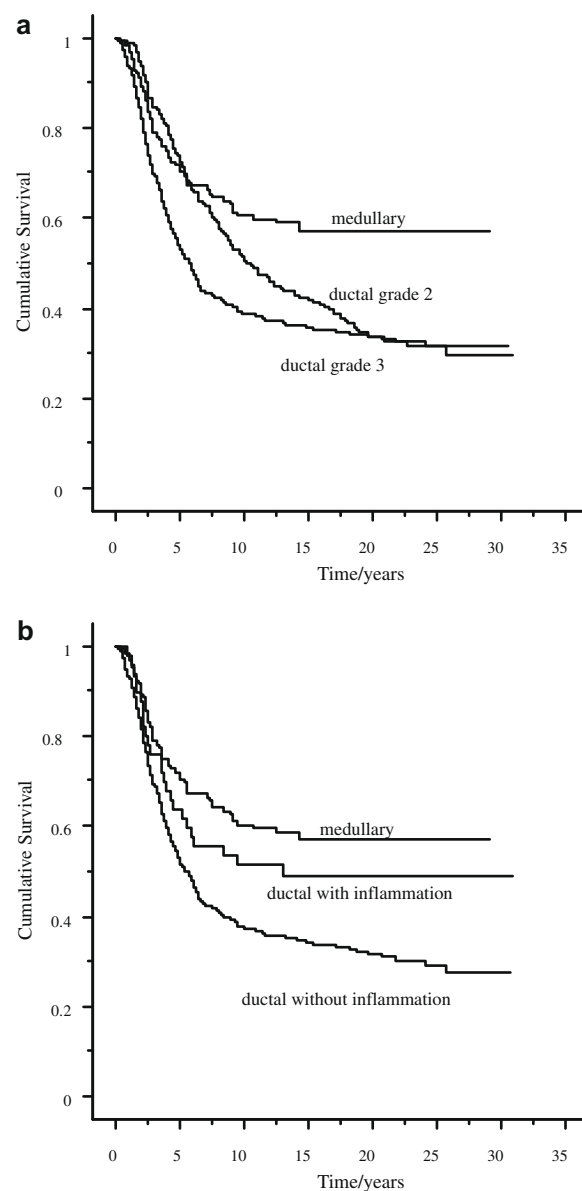 a
1
0.8
0.6
0.4
0.2
0
Cumulative Survival
medullary
ductal grade 2
ductal grade 3
0 5 10 15 20 25 30 35
Time/years
b
1
0.8
0.6
0.4
0.2
0
Cumulative Survival
medullary
ductal with inflammation
ductal without inflammation
0 5 10 15 20 25 30 35
Time/years